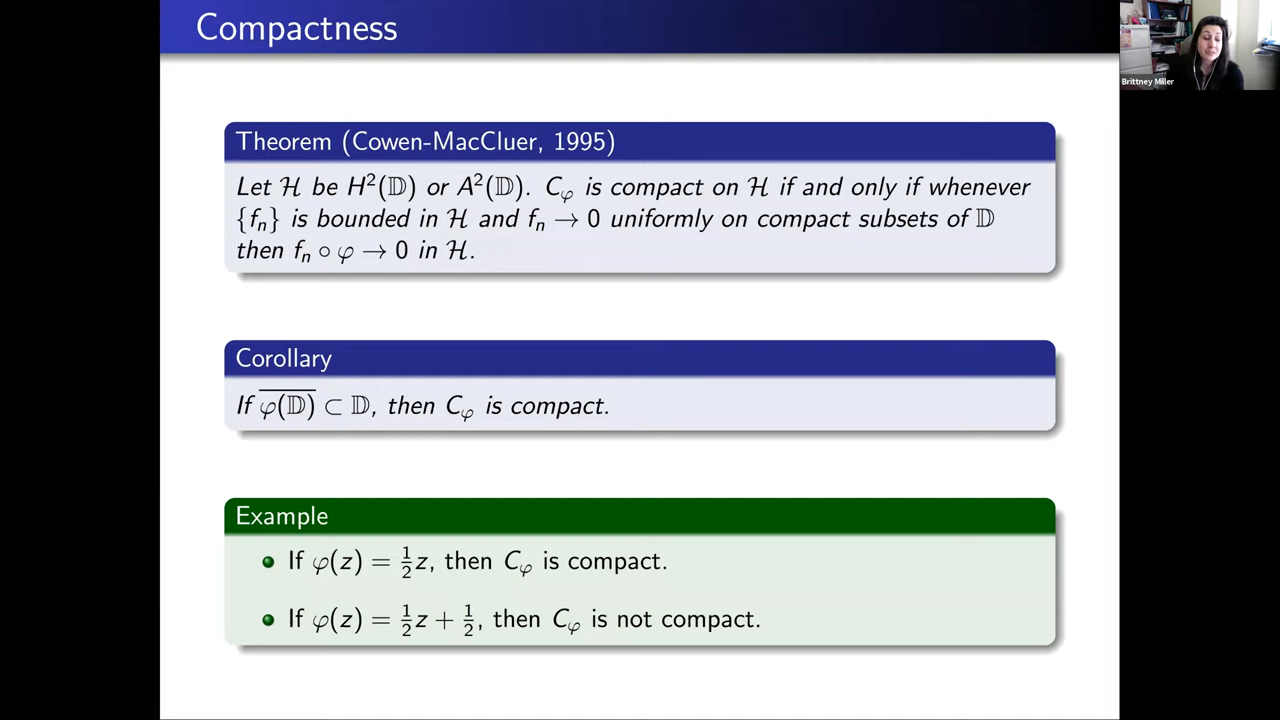 Compactness
Brittney Miller
Theorem (Cowen-MacCluer, 1995)
Let ℋ be H²(𝔻) or A²(𝔻). C_φ is compact on ℋ if and only if whenever
{f_n} is bounded in ℋ and f_n → 0 uniformly on compact subsets of 𝔻
then f_n ∘ φ → 0 in ℋ.
Corollary
If \overline{φ(𝔻)} ⊂ 𝔻, then C_φ is compact.
Example
If φ(z) = ½z, then C_φ is compact.
If φ(z) = ½z + ½, then C_φ is not compact.